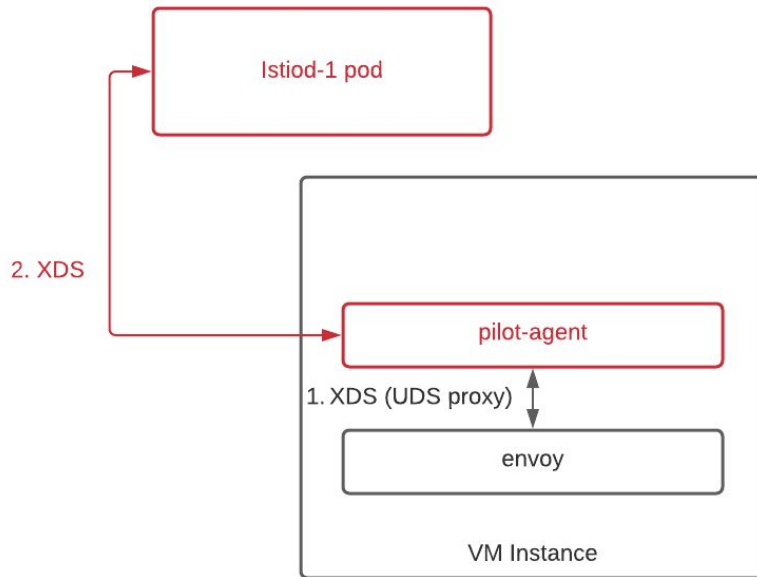 Istiod-1 pod
2. XDS
pilot-agent
1. XDS (UDS proxy)
envoy
VM Instance